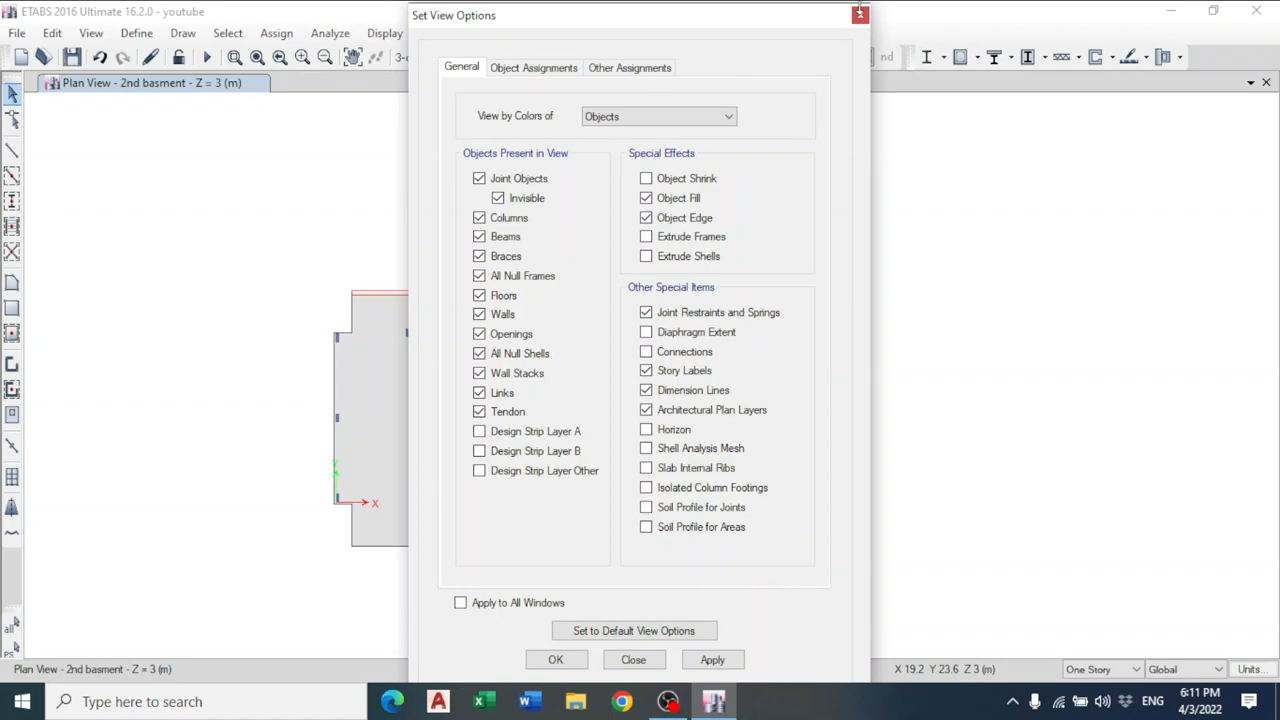 ETABS 2016 Ultimate 16.2.0 - youtube
Set View Options
File Edit View Define Draw Select Assign Analyze Display
3-
nd
Plan View - 2nd basment - Z = 3 (m)
General Object Assignments Other Assignments
View by Colors of Objects
Objects Present in View
Joint Objects
Invisible
Columns
Beams
Braces
All Null Frames
Floors
Walls
Openings
All Null Shells
Wall Stacks
Links
Tendon
Design Strip Layer A
Design Strip Layer B
Design Strip Layer Other
Special Effects
Object Shrink
Object Fill
Object Edge
Extrude Frames
Extrude Shells
Other Special Items
Joint Restraints and Springs
Diaphragm Extent
Connections
Story Labels
Dimension Lines
Architectural Plan Layers
Horizon
Shell Analysis Mesh
Slab Internal Ribs
Isolated Column Footings
Soil Profile for Joints
Soil Profile for Areas
X
all
Apply to All Windows
Set to Default View Options
OK Close Apply
Plan View - 2nd basment - Z = 3 (m)
X 19.2 Y 23.6 Z 3 (m)
One Story Global Units...
Type here to search
ENG
6:11 PM
4/3/2022